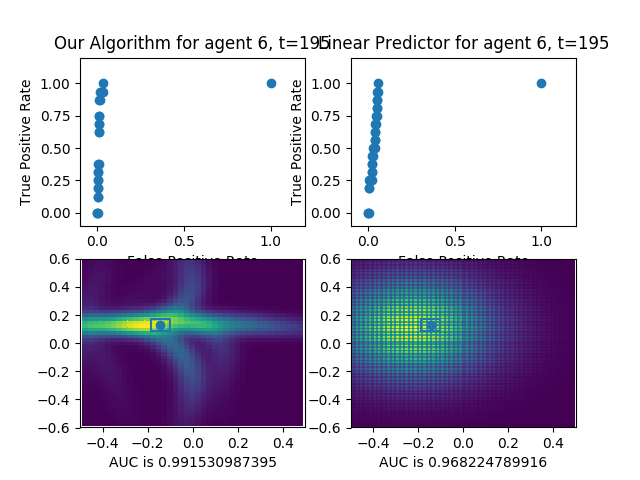 Our Algorithm for agent 6, t=195
Linear Predictor for agent 6, t=195
True Positive Rate
1.00
0.75
0.50
0.25
0.00
0.0 0.5 1.0
False Positive Rate
True Positive Rate
1.00
0.75
0.50
0.25
0.00
0.0 0.5 1.0
False Positive Rate
0.6
0.4
0.2
0.0
−0.2
−0.4
−0.6
−0.4 −0.2 0.0 0.2 0.4
AUC is 0.991530987395
0.6
0.4
0.2
0.0
−0.2
−0.4
−0.6
−0.4 −0.2 0.0 0.2 0.4
AUC is 0.968224789916